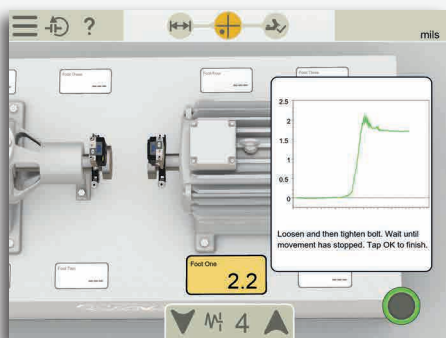 ?
mils
Foot Three
Foot Four
Foot Three
2.5
2
1.5
1
0.5
0
Loosen and then tighten bolt. Wait until
movement has stopped. Tap OK to finish.
Foot Two
Foot One
2.2
4